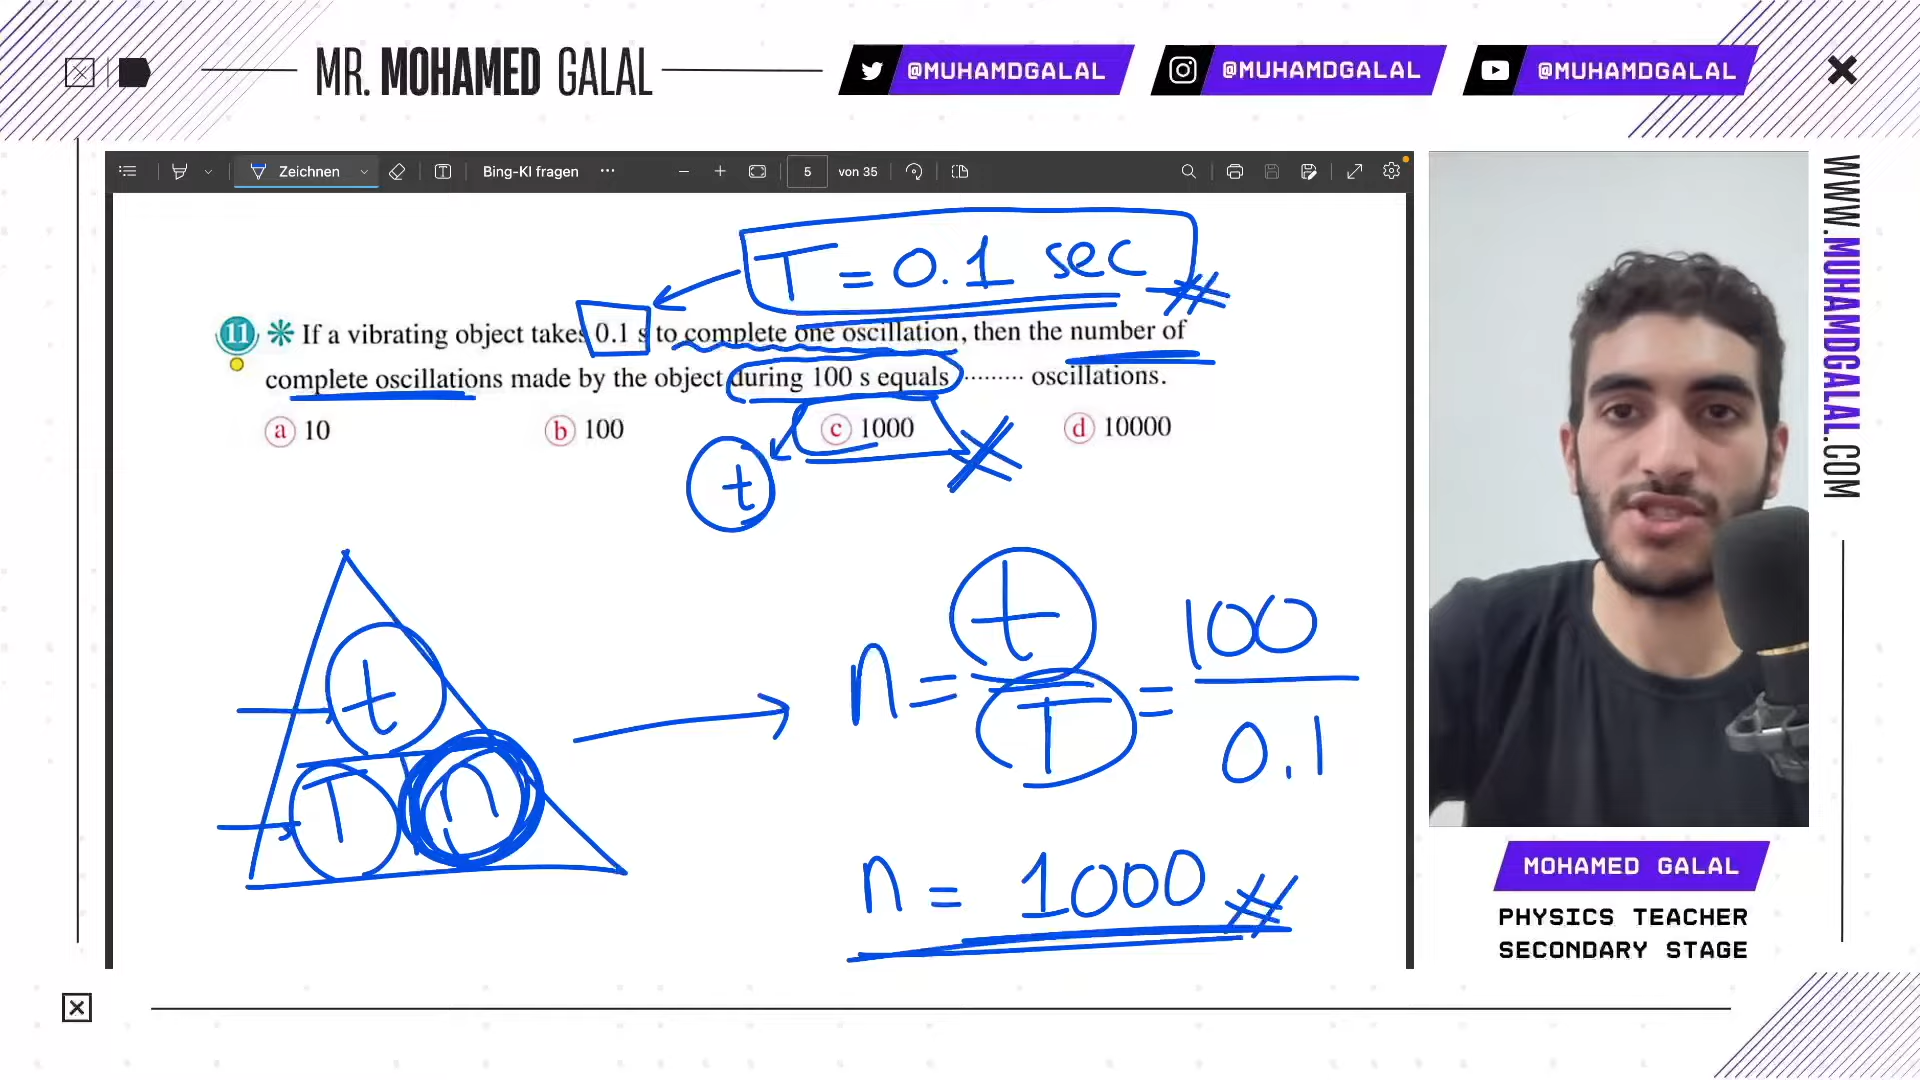 MR. MOHAMED GALAL
@MUHAMDGALAL
@MUHAMDGALAL
@MUHAMDGALAL
Zeichnen
Bing-KI fragen
5
von 35
T = 0.1 sec
11 If a vibrating object takes 0.1 s to complete one oscillation, then the number of
complete oscillations made by the object during 100 s equals ......... oscillations.
a 10
b 100
c 1000
d 10000
t
t
T n
n = t / T = 100 / 0.1
n = 1000
WWW.MUHAMDGALAL.COM
MOHAMED GALAL
PHYSICS TEACHER
SECONDARY STAGE